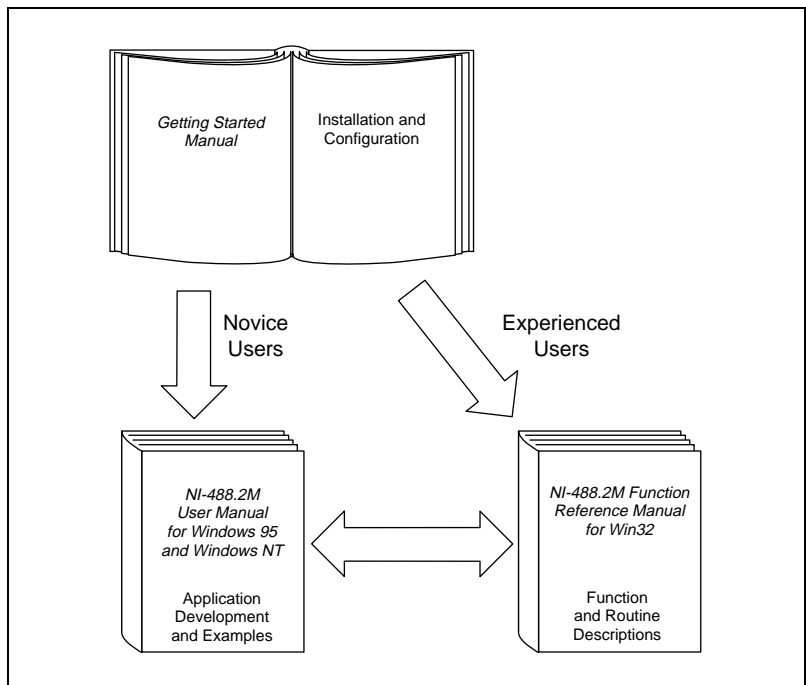 Getting Started
Manual
Installation and
Configuration
Novice
Users
Experienced
Users
NI-488.2M
User Manual
for Windows 95
and Windows NT
Application
Development
and Examples
NI-488.2M Function
Reference Manual
for Win32
Function
and Routine
Descriptions